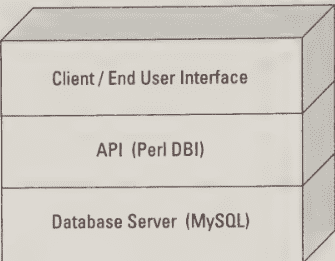 Client / End User Interface
API (Perl DBI)
Database Server (MySQL)